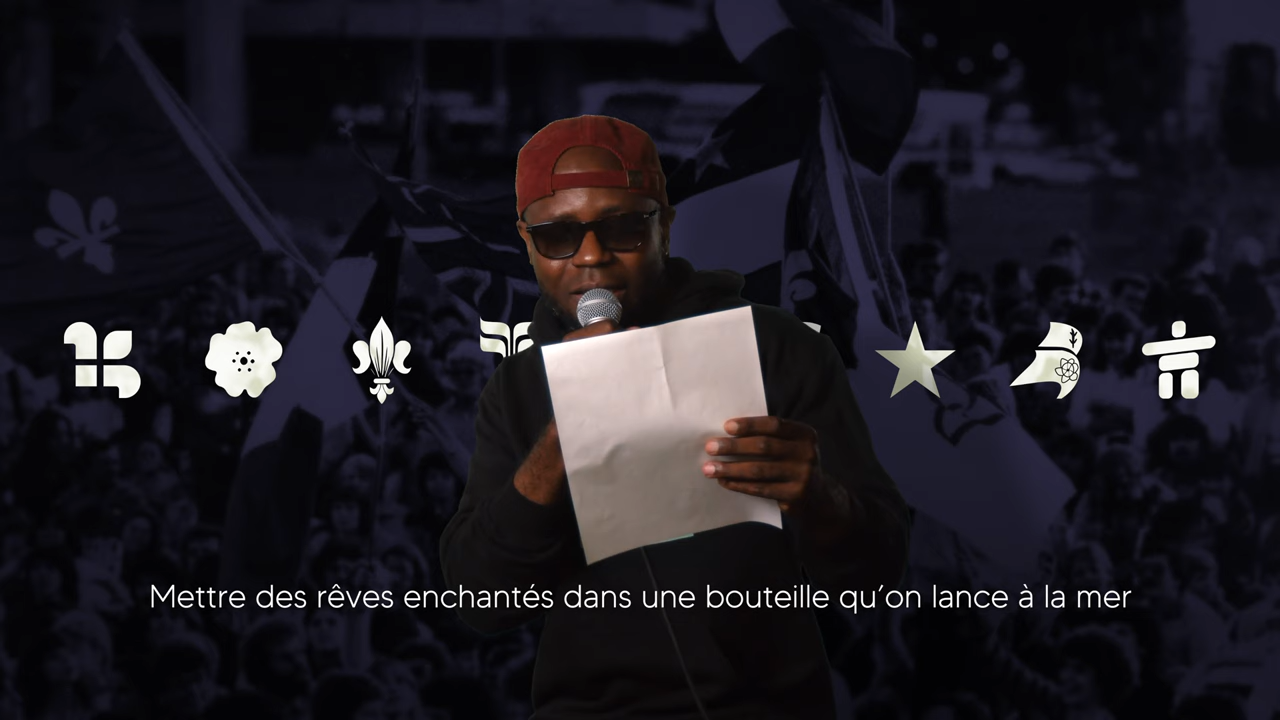 Mettre des rêves enchantés dans une bouteille qu’on lance à la mer